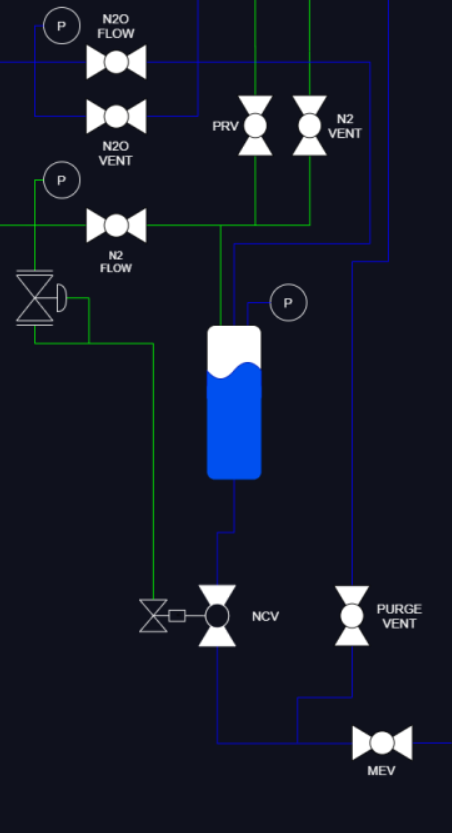 P
N2O
FLOW
PRV
N2
VENT
N2O
VENT
P
N2
FLOW
P
NCV
PURGE
VENT
MEV